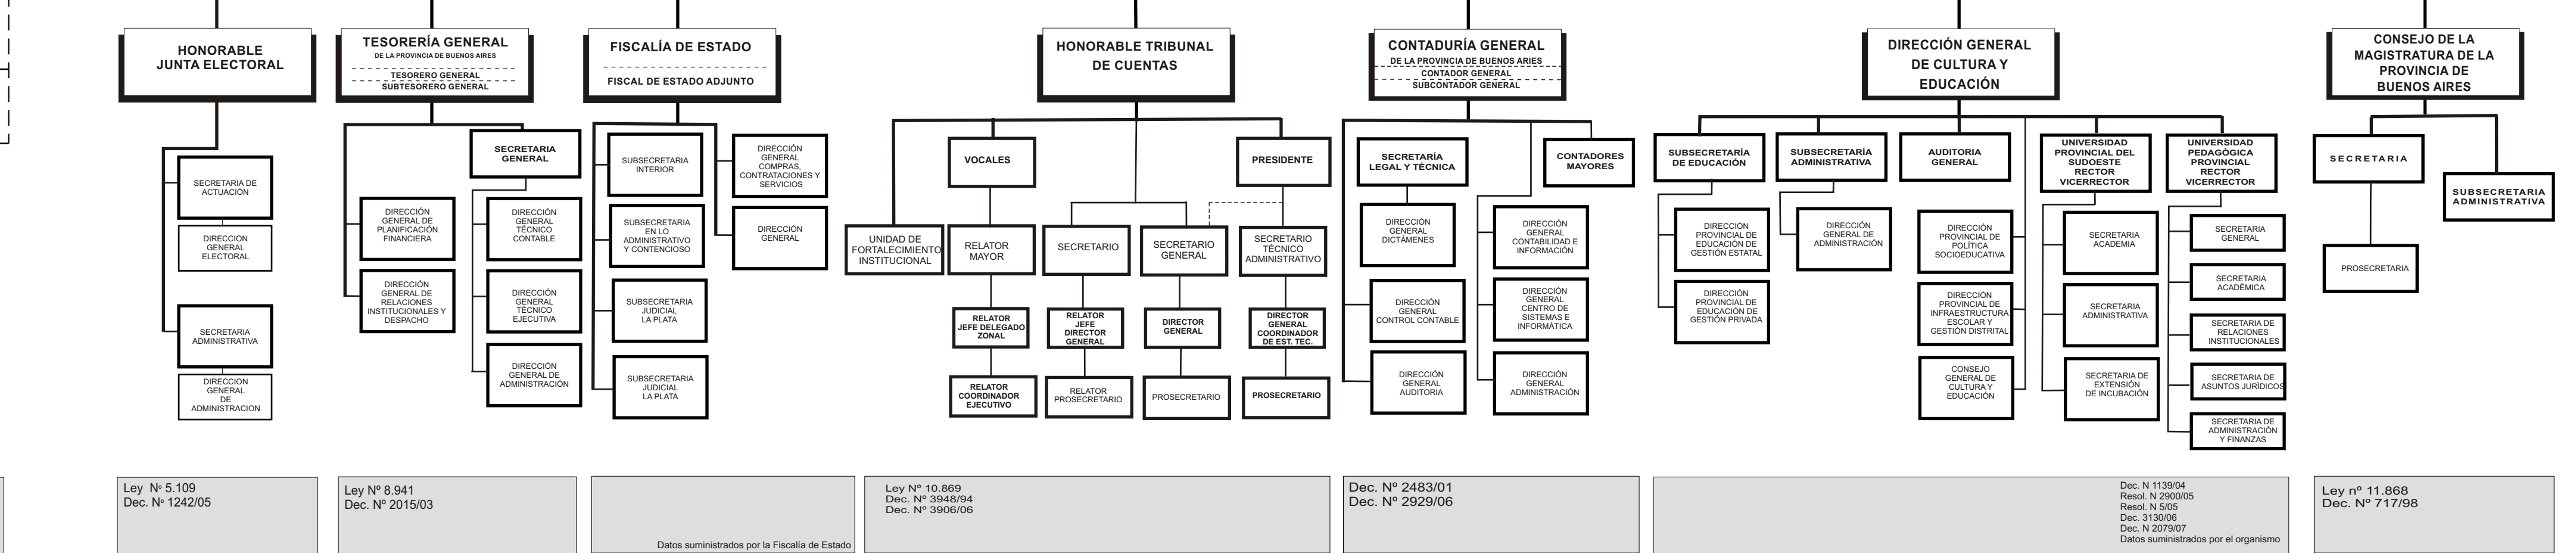 HONORABLE
JUNTA ELECTORAL
SECRETARIA DE
ACTUACIÓN
DIRECCION
GENERAL
ELECTORAL
SECRETARIA
ADMINISTRATIVA
DIRECCION
GENERAL
DE
ADMINISTRACION
Ley Nº 5.109
Dec. Nº 1242/05
TESORERÍA GENERAL
DE LA PROVINCIA DE BUENOS AIRES
TESORERO GENERAL
SUBTESORERO GENERAL
SECRETARIA
GENERAL
DIRECCIÓN
GENERAL DE
PLANIFICACIÓN
FINANCIERA
DIRECCIÓN
GENERAL DE
RELACIONES
INSTITUCIONALES Y
DESPACHO
DIRECCIÓN
GENERAL
TÉCNICO
CONTABLE
DIRECCIÓN
GENERAL
TÉCNICO
EJECUTIVA
DIRECCIÓN
GENERAL DE
ADMINISTRACIÓN
Ley Nº 8.941
Dec. Nº 2015/03
FISCALÍA DE ESTADO
FISCAL DE ESTADO ADJUNTO
SUBSECRETARIA
INTERIOR
SUBSECRETARIA
EN LO
ADMINISTRATIVO
Y CONTENCIOSO
SUBSECRETARIA
JUDICIAL
LA PLATA
SUBSECRETARIA
JUDICIAL
LA PLATA
DIRECCIÓN
GENERAL
COMPRAS,
CONTRATACIONES Y
SERVICIOS
DIRECCIÓN
GENERAL
Datos suministrados por la Fiscalía de Estado
HONORABLE TRIBUNAL
DE CUENTAS
VOCALES
PRESIDENTE
UNIDAD DE
FORTALECIMIENTO
INSTITUCIONAL
RELATOR
MAYOR
SECRETARIO
SECRETARIO
GENERAL
SECRETARIO
TÉCNICO
ADMINISTRATIVO
RELATOR
JEFE DELEGADO
ZONAL
RELATOR
JEFE
DIRECTOR
GENERAL
DIRECTOR
GENERAL
DIRECTOR
GENERAL
COORDINADOR
DE EST. TEC.
RELATOR
COORDINADOR
EJECUTIVO
RELATOR
PROSECRETARIO
PROSECRETARIO
PROSECRETARIO
Ley Nº 10.869
Dec. Nº 3948/94
Dec. Nº 3906/06
CONTADURÍA GENERAL
DE LA PROVINCIA DE BUENOS ARIES
CONTADOR GENERAL
SUBCONTADOR GENERAL
SECRETARÍA
LEGAL Y TÉCNICA
CONTADORES
MAYORES
DIRECCIÓN
GENERAL
DICTÁMENES
DIRECCIÓN
GENERAL
CONTROL CONTABLE
DIRECCIÓN
GENERAL
AUDITORIA
DIRECCIÓN
GENERAL
CONTABILIDAD E
INFORMACIÓN
DIRECCIÓN
GENERAL
CENTRO DE
SISTEMAS E
INFORMÁTICA
DIRECCIÓN
GENERAL
ADMINISTRACIÓN
Dec. Nº 2483/01
Dec. Nº 2929/06
DIRECCIÓN GENERAL
DE CULTURA Y
EDUCACIÓN
SUBSECRETARÍA
DE EDUCACIÓN
SUBSECRETARÍA
ADMINISTRATIVA
AUDITORIA
GENERAL
UNIVERSIDAD
PROVINCIAL DEL
SUDOESTE
RECTOR
VICERRECTOR
UNIVERSIDAD
PEDAGÒGICA
PROVINCIAL
RECTOR
VICERRECTOR
DIRECCIÓN
PROVINCIAL DE
EDUCACIÓN DE
GESTIÓN ESTATAL
DIRECCIÓN
PROVINCIAL DE
EDUCACIÓN DE
GESTIÓN PRIVADA
DIRECCIÓN
GENERAL DE
ADMINISTRACIÓN
DIRECCIÓN
PROVINCIAL DE
POLÍTICA
SOCIOEDUCATIVA
DIRECCIÓN
PROVINCIAL DE
INFRAESTRUCTURA
ESCOLAR Y
GESTIÓN DISTRITAL
CONSEJO
GENERAL DE
CULTURA Y
EDUCACIÓN
SECRETARIA
ACADEMIA
SECRETARIA
ADMINISTRATIVA
SECRETARIA DE
EXTENSIÓN
DE INCUBACIÓN
SECRETARIA
GENERAL
SECRETARIA
ACADÉMICA
SECRETARIA DE
RELACIONES
INSTITUCIONALES
SECRETARIA DE
ASUNTOS JURÍDICOS
SECRETARIA DE
ADMINISTRACIÓN
Y FINANZAS
Dec. N 1139/04
Resol. N 2900/05
Resol. N 5/05
Dec. 3130/06
Dec. N 2079/07
Datos suministrados por el organismo
CONSEJO DE LA
MAGISTRATURA DE LA
PROVINCIA DE
BUENOS AIRES
SECRETARIA
SUBSECRETARIA
ADMINISTRATIVA
PROSECRETARIA
Ley nº 11.868
Dec. Nº 717/98